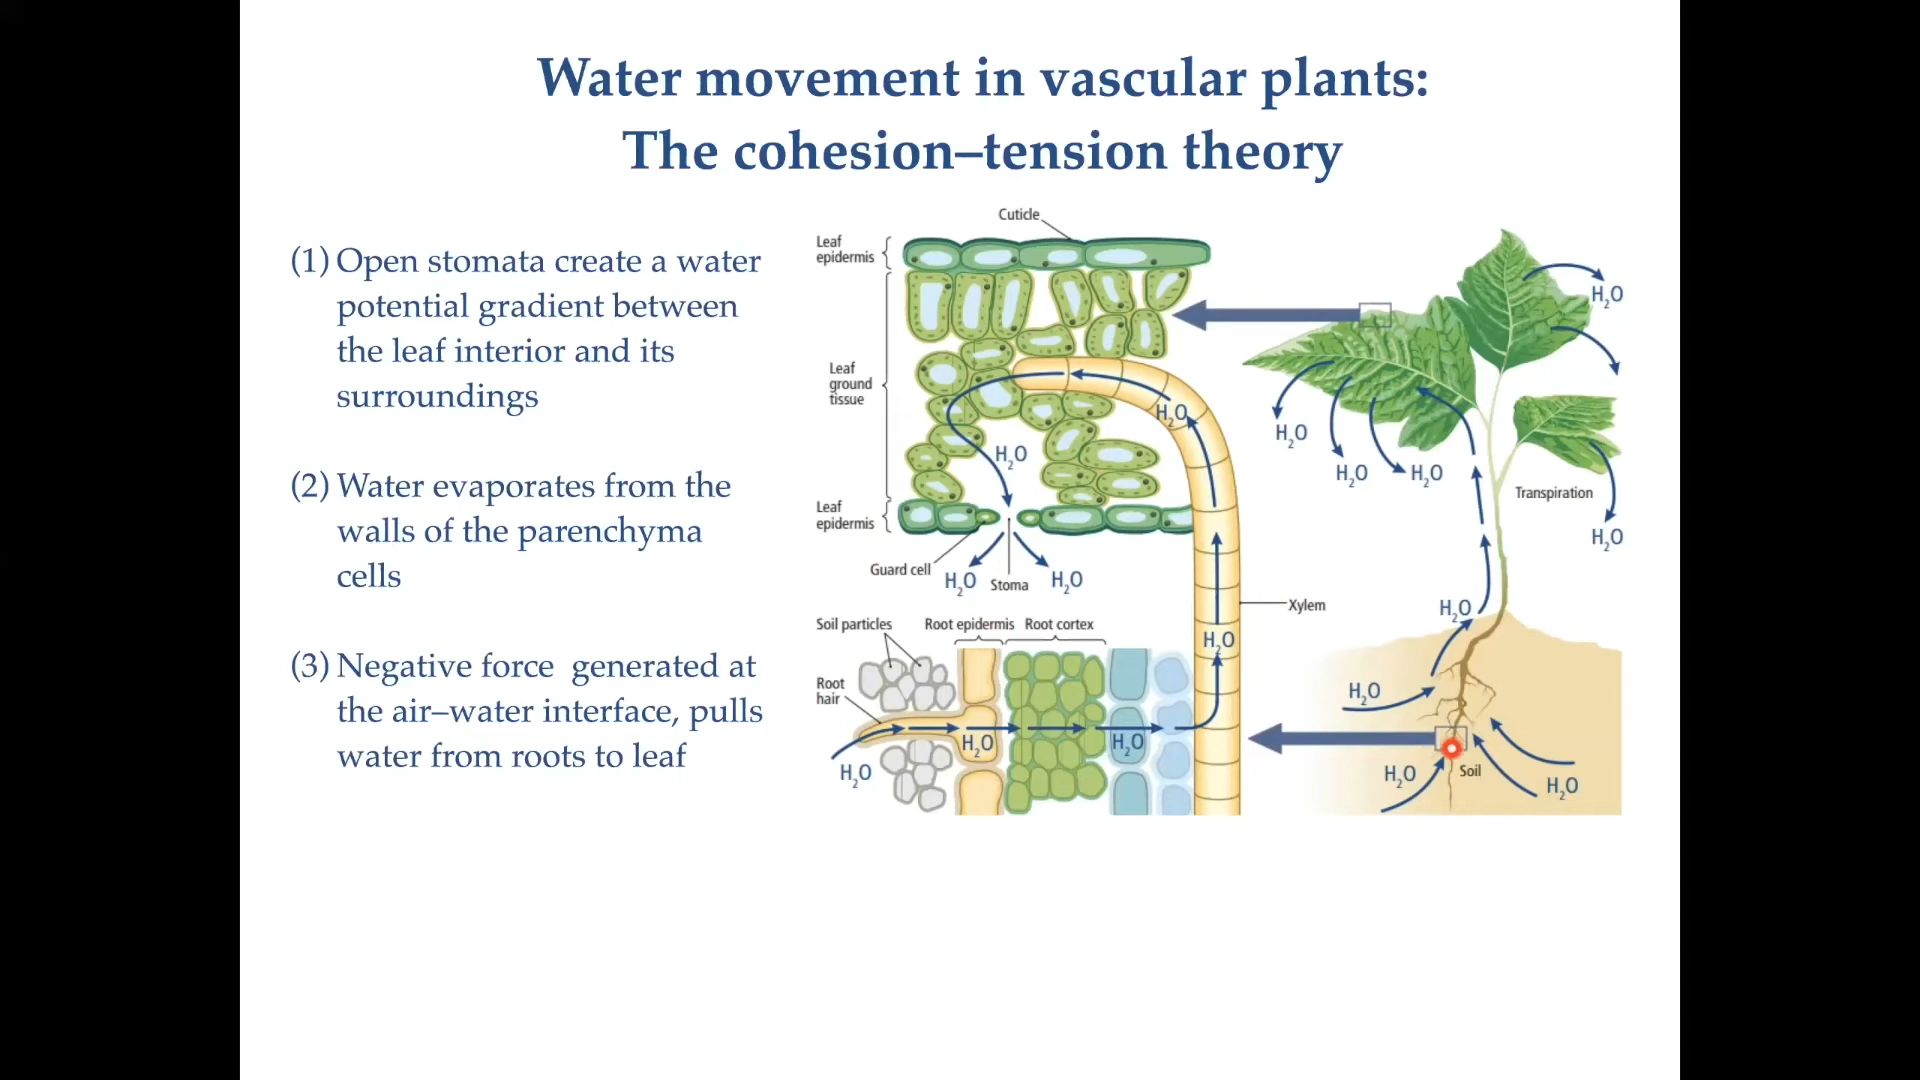 Water movement in vascular plants:
The cohesion–tension theory
(1) Open stomata create a water
potential gradient between
the leaf interior and its
surroundings
(2) Water evaporates from the
walls of the parenchyma
cells
(3) Negative force generated at
the air–water interface, pulls
water from roots to leaf
Cuticle
Leaf
epidermis
Leaf
ground
tissue
H₂O
H₂O
Leaf
epidermis
Guard cell
H₂O
Stoma
H₂O
Xylem
Soil particles
Root epidermis
Root cortex
H₂O
Root
hair
H₂O
H₂O
H₂O
H₂O
H₂O
H₂O
H₂O
Transpiration
H₂O
H₂O
H₂O
H₂O
Soil
H₂O